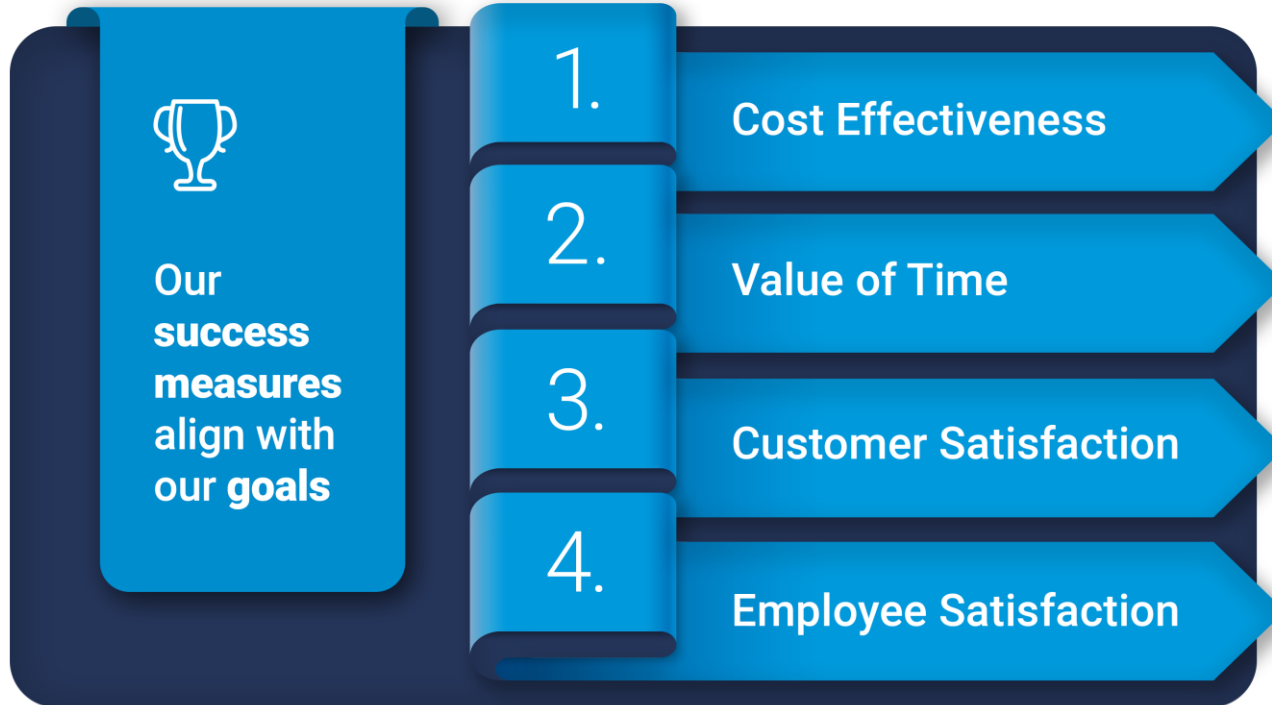 Our
success
measures
align with
our goals
1.
Cost Effectiveness
2.
Value of Time
3.
Customer Satisfaction
4.
Employee Satisfaction